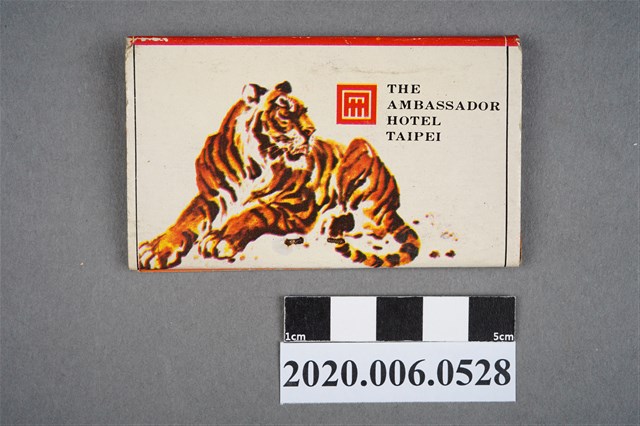 THE
AMBASSADOR
HOTEL
TAIPEI
1cm 5cm
2020.006.0528